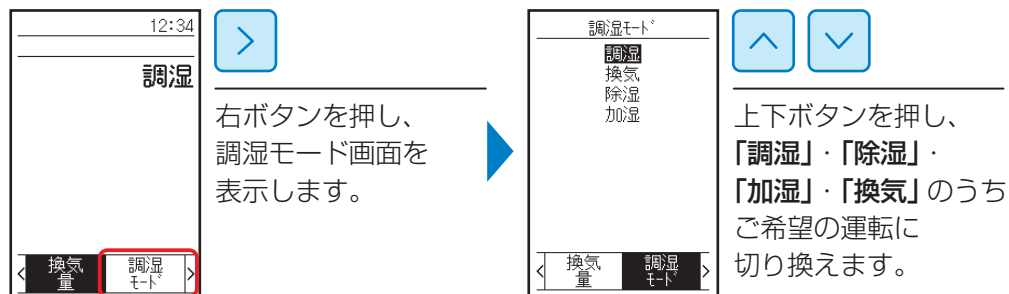 12:34
調湿
換気量
調湿モード
右ボタンを押し、
調湿モード画面を
表示します。
調湿モード
調湿
換気
除湿
加湿
換気量
調湿モード
上下ボタンを押し、
「調湿」・「除湿」・
「加湿」・「換気」のうち
ご希望の運転に
切り換えます。